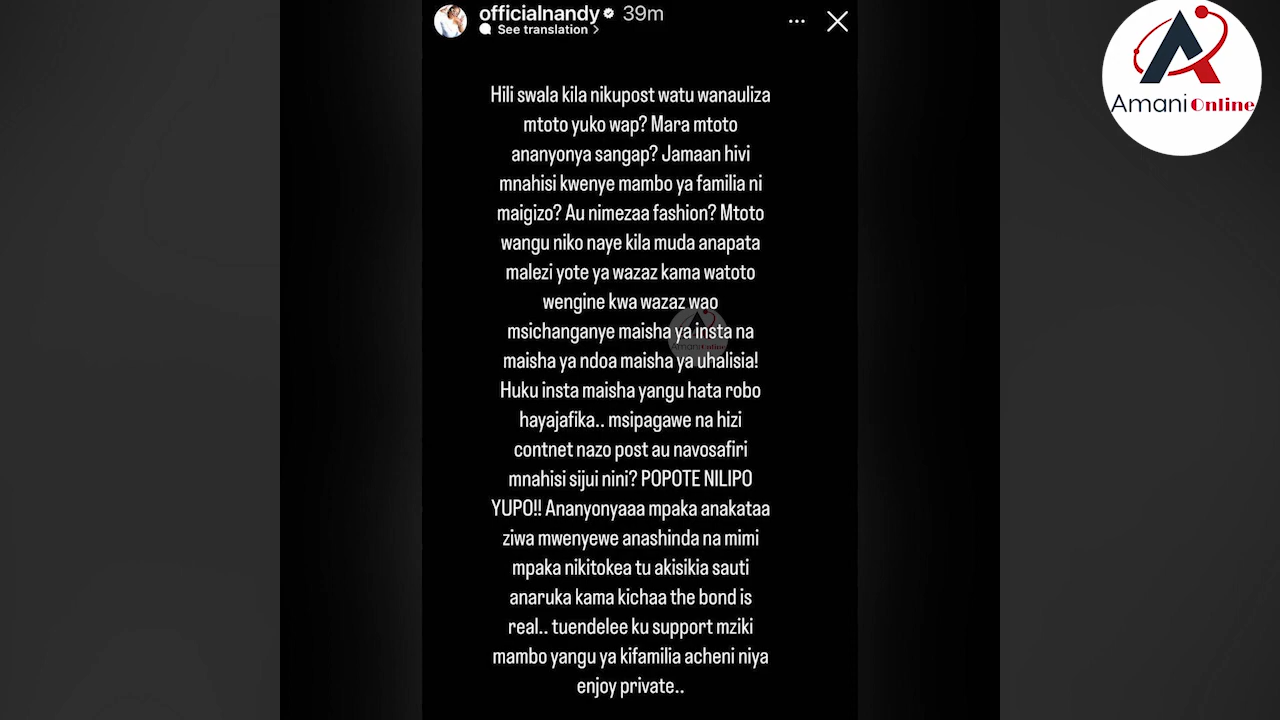 officialnandy 39m
See translation
Hili swala kila nikupost watu wanauliza
mtoto yuko wap? Mara mtoto
ananyonya sangap? Jamaan hivi
mnahisi kwenye mambo ya familia ni
maigizo? Au nimezaa fashion? Mtoto
wangu niko naye kila muda anapata
malezi yote ya wazaz kama watoto
wengine kwa wazaz wao
msichanganye maisha ya insta na
maisha ya ndoa maisha ya uhalisia!
Huku insta maisha yangu hata robo
hayajafika.. msipagawe na hizi
contnet nazo post au navosafiri
mnahisi sijui nini? POPOTE NILIPO
YUPO!! Ananyonyaaa mpaka anakataa
ziwa mwenyewe anashinda na mimi
mpaka nikitokea tu akisikia sauti
anaruka kama kichaa the bond is
real.. tuendelee ku support mziki
mambo yangu ya kifamilia acheni niya
enjoy private..
Amani Online
Amani Online